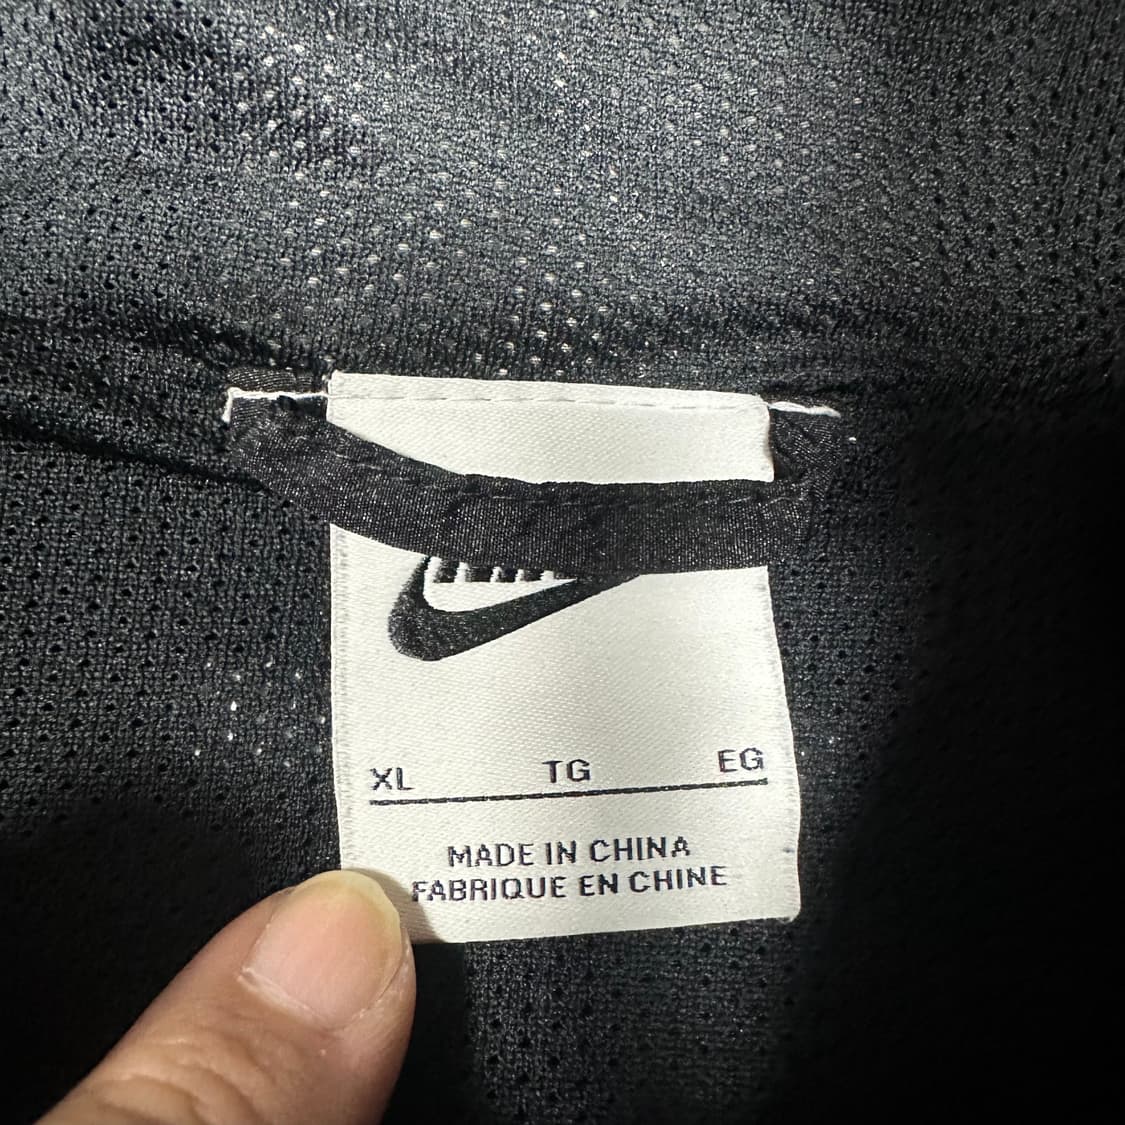 XL TG EG
MADE IN CHINA
FABRIQUE EN CHINE